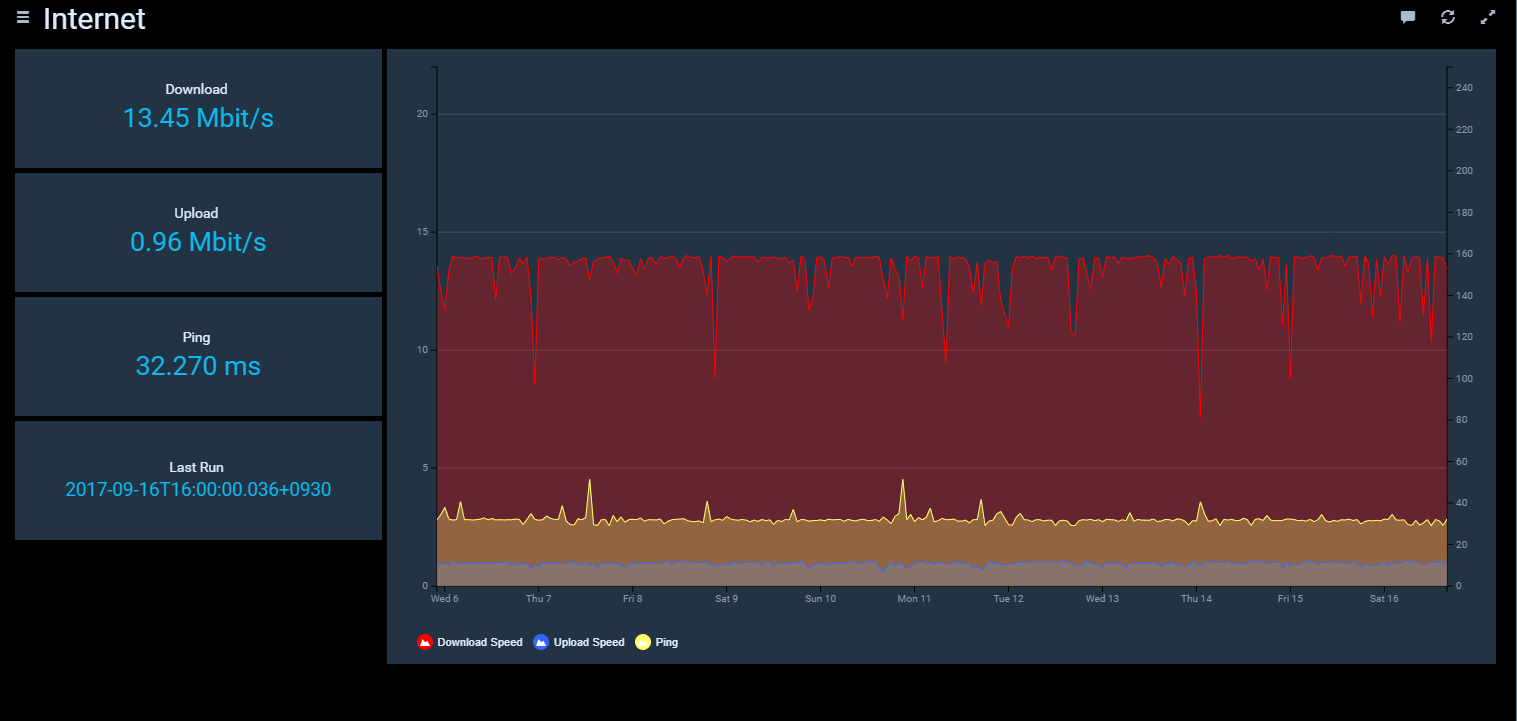 Internet
Download
13.45 Mbit/s
Upload
0.96 Mbit/s
Ping
32.270 ms
Last Run
2017-09-16T16:00:00.036+0930
20
15
10
5
0
240
220
200
180
160
140
120
100
80
60
40
20
0
Wed 6 Thu 7 Fri 8 Sat 9 Sun 10 Mon 11 Tue 12 Wed 13 Thu 14 Fri 15 Sat 16
Download Speed Upload Speed Ping